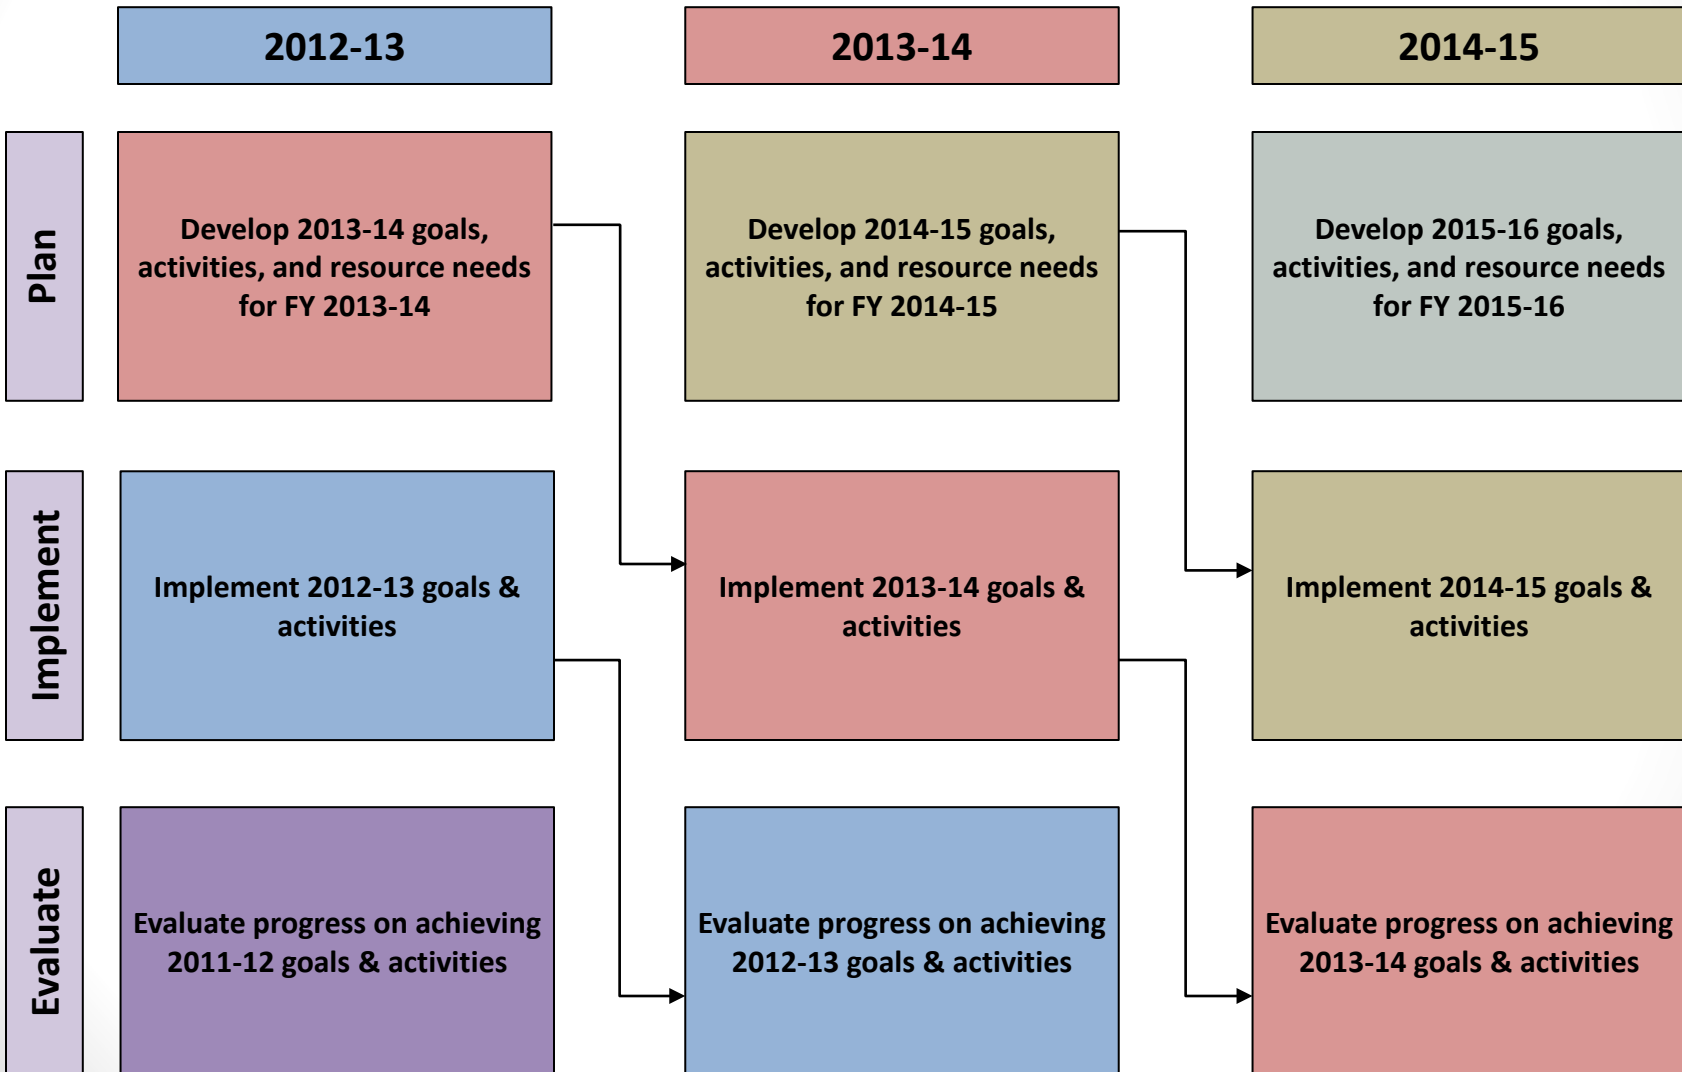 2012-13
2013-14
2014-15
Plan
Develop 2013-14 goals,
activities, and resource needs
for FY 2013-14
Develop 2014-15 goals,
activities, and resource needs
for FY 2014-15
Develop 2015-16 goals,
activities, and resource needs
for FY 2015-16
Implement
Implement 2012-13 goals &
activities
Implement 2013-14 goals &
activities
Implement 2014-15 goals &
activities
Evaluate
Evaluate progress on achieving
2011-12 goals & activities
Evaluate progress on achieving
2012-13 goals & activities
Evaluate progress on achieving
2013-14 goals & activities